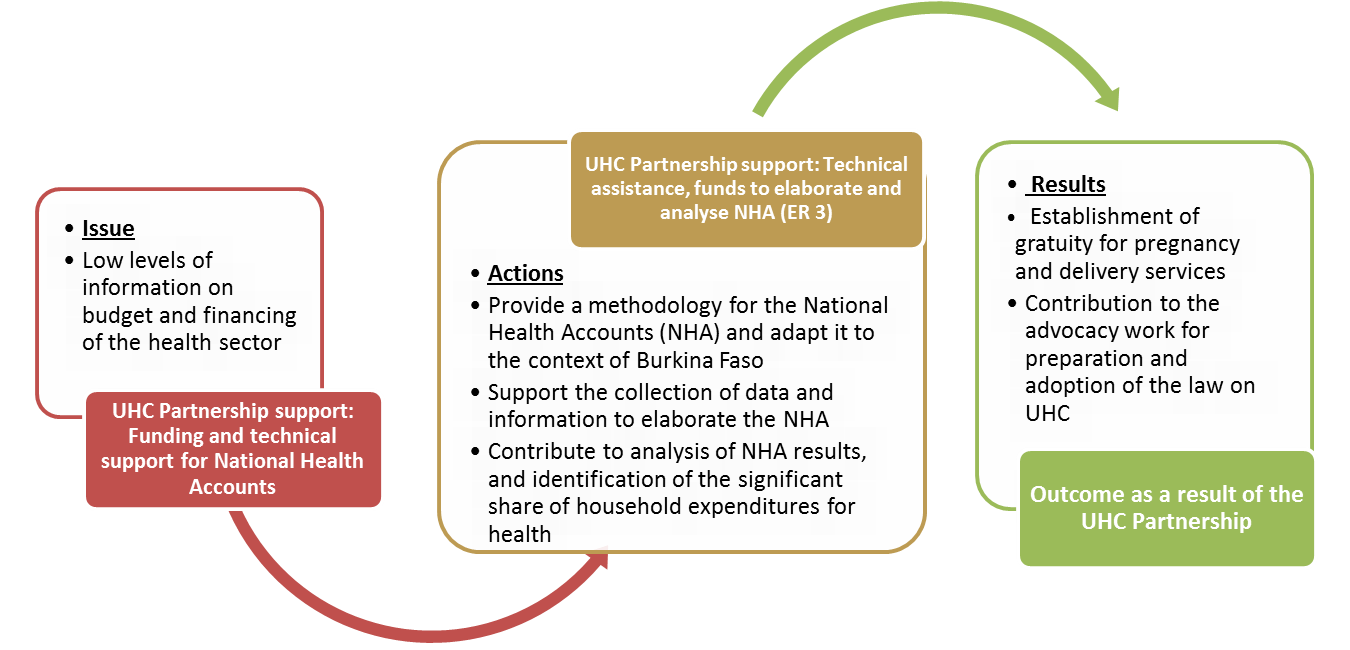 • Issue
• Low levels of
information on
budget and financing
of the health sector
UHC Partnership support:
Funding and technical
support for National Health
Accounts
UHC Partnership support: Technical
assistance, funds to elaborate and
analyse NHA (ER 3)
• Actions
• Provide a methodology for the National
Health Accounts (NHA) and adapt it to
the context of Burkina Faso
• Support the collection of data and
information to elaborate the NHA
• Contribute to analysis of NHA results,
and identification of the significant
share of household expenditures for
health
• Results
• Establishment of
gratuity for pregnancy
and delivery services
• Contribution to the
advocacy work for
preparation and
adoption of the law on
UHC
Outcome as a result of the
UHC Partnership